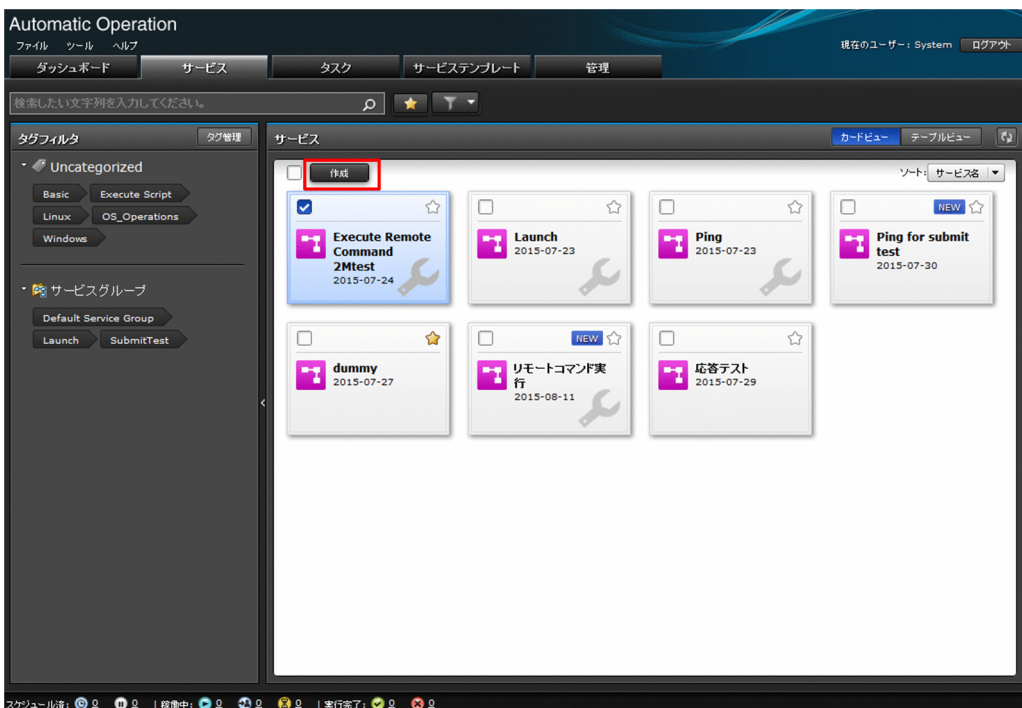 Automatic Operation
ファイル ツール ヘルプ
現在のユーザー: System ログアウト
ダッシュボード サービス タスク サービステンプレート 管理
検索したい文字列を入力してください。
タグフィルタ タグ管理
サービス カードビュー テーブルビュー
Uncategorized
Basic Execute Script
Linux OS_Operations
Windows
サービスグループ
Default Service Group
Launch SubmitTest
作成
ソート: サービス名
Execute Remote
Command
2Mtest
2015-07-24
Launch
2015-07-23
Ping
2015-07-23
NEW
Ping for submit
test
2015-07-30
dummy
2015-07-27
NEW
リモートコマンド実
行
2015-08-11
応答テスト
2015-07-29
スケジュール済: 0 0 | 稼働中: 0 0 0 | 実行完了: 0 0